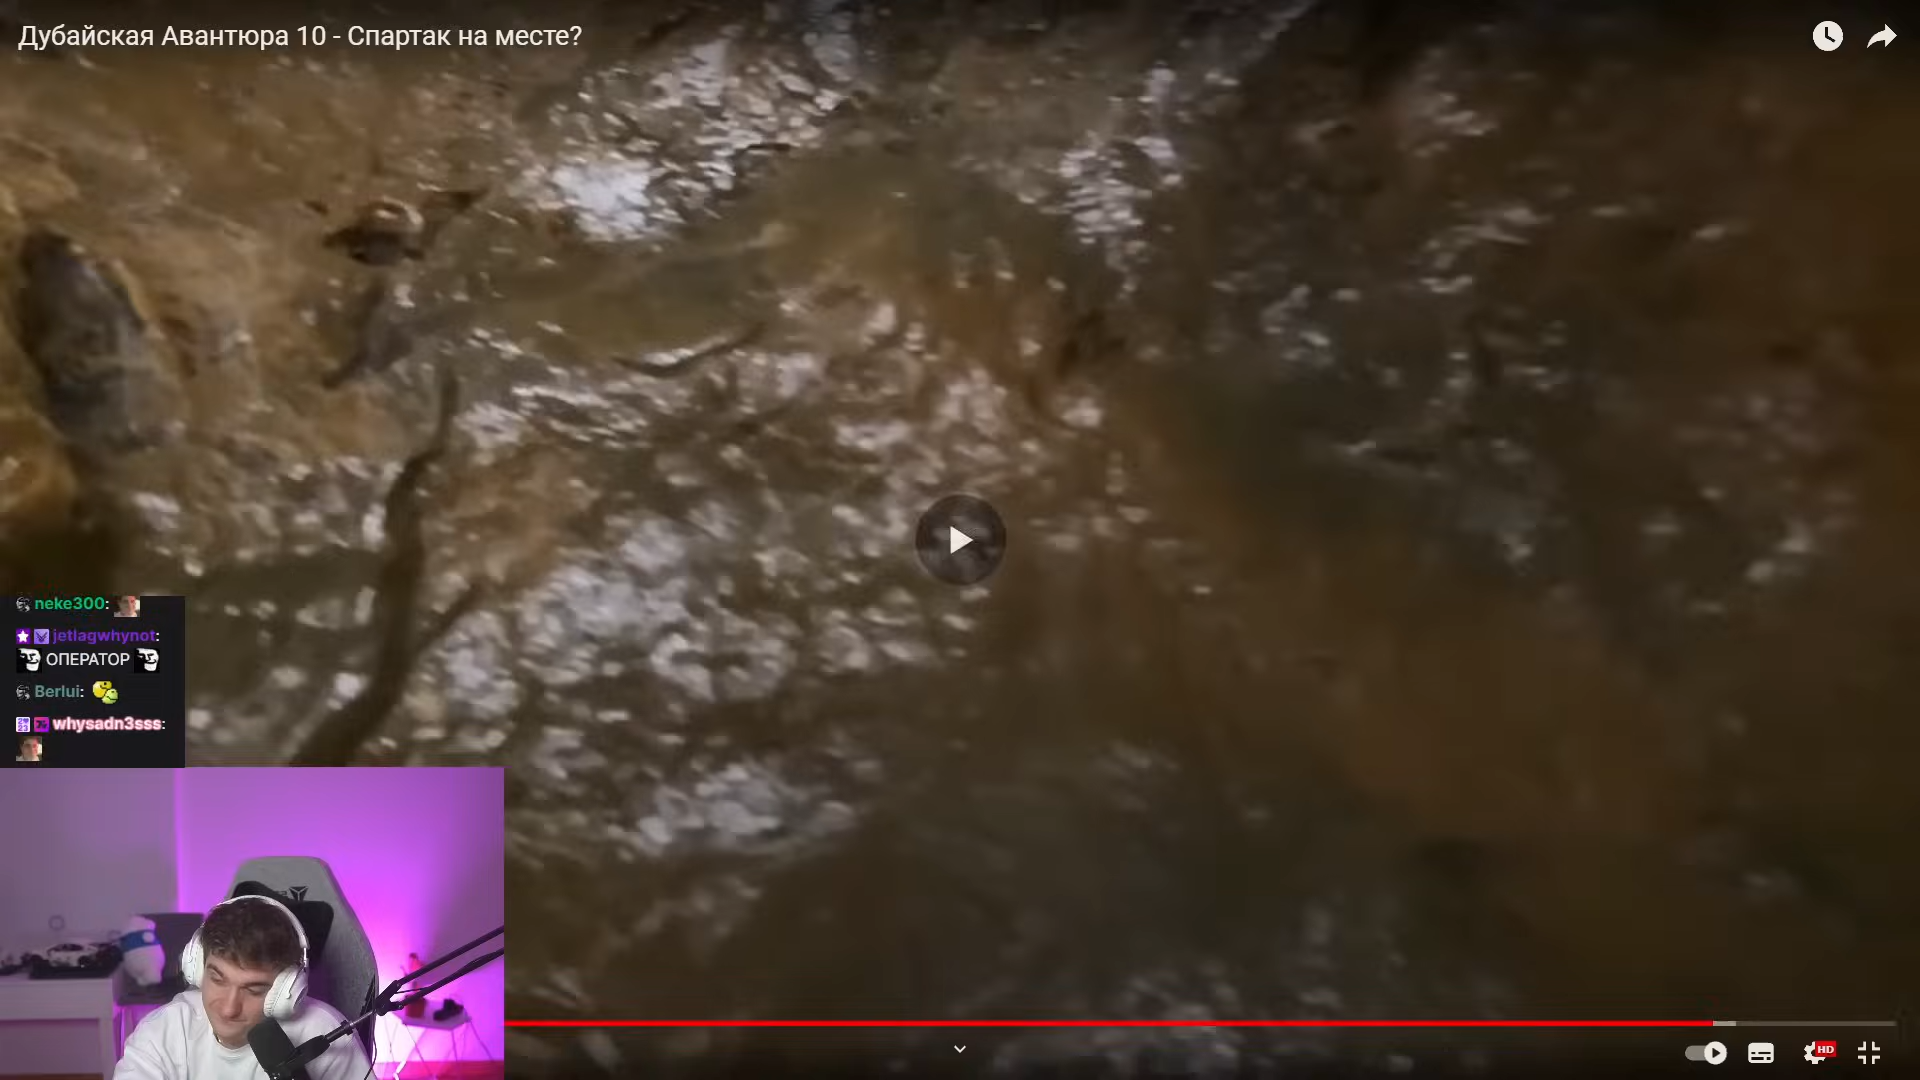 Дубайская Авантюра 10 - Спартак на месте?
neke300:
jetlagwhynot:
ОПЕРАТОР
Berlui:
whysadn3sss:
HD